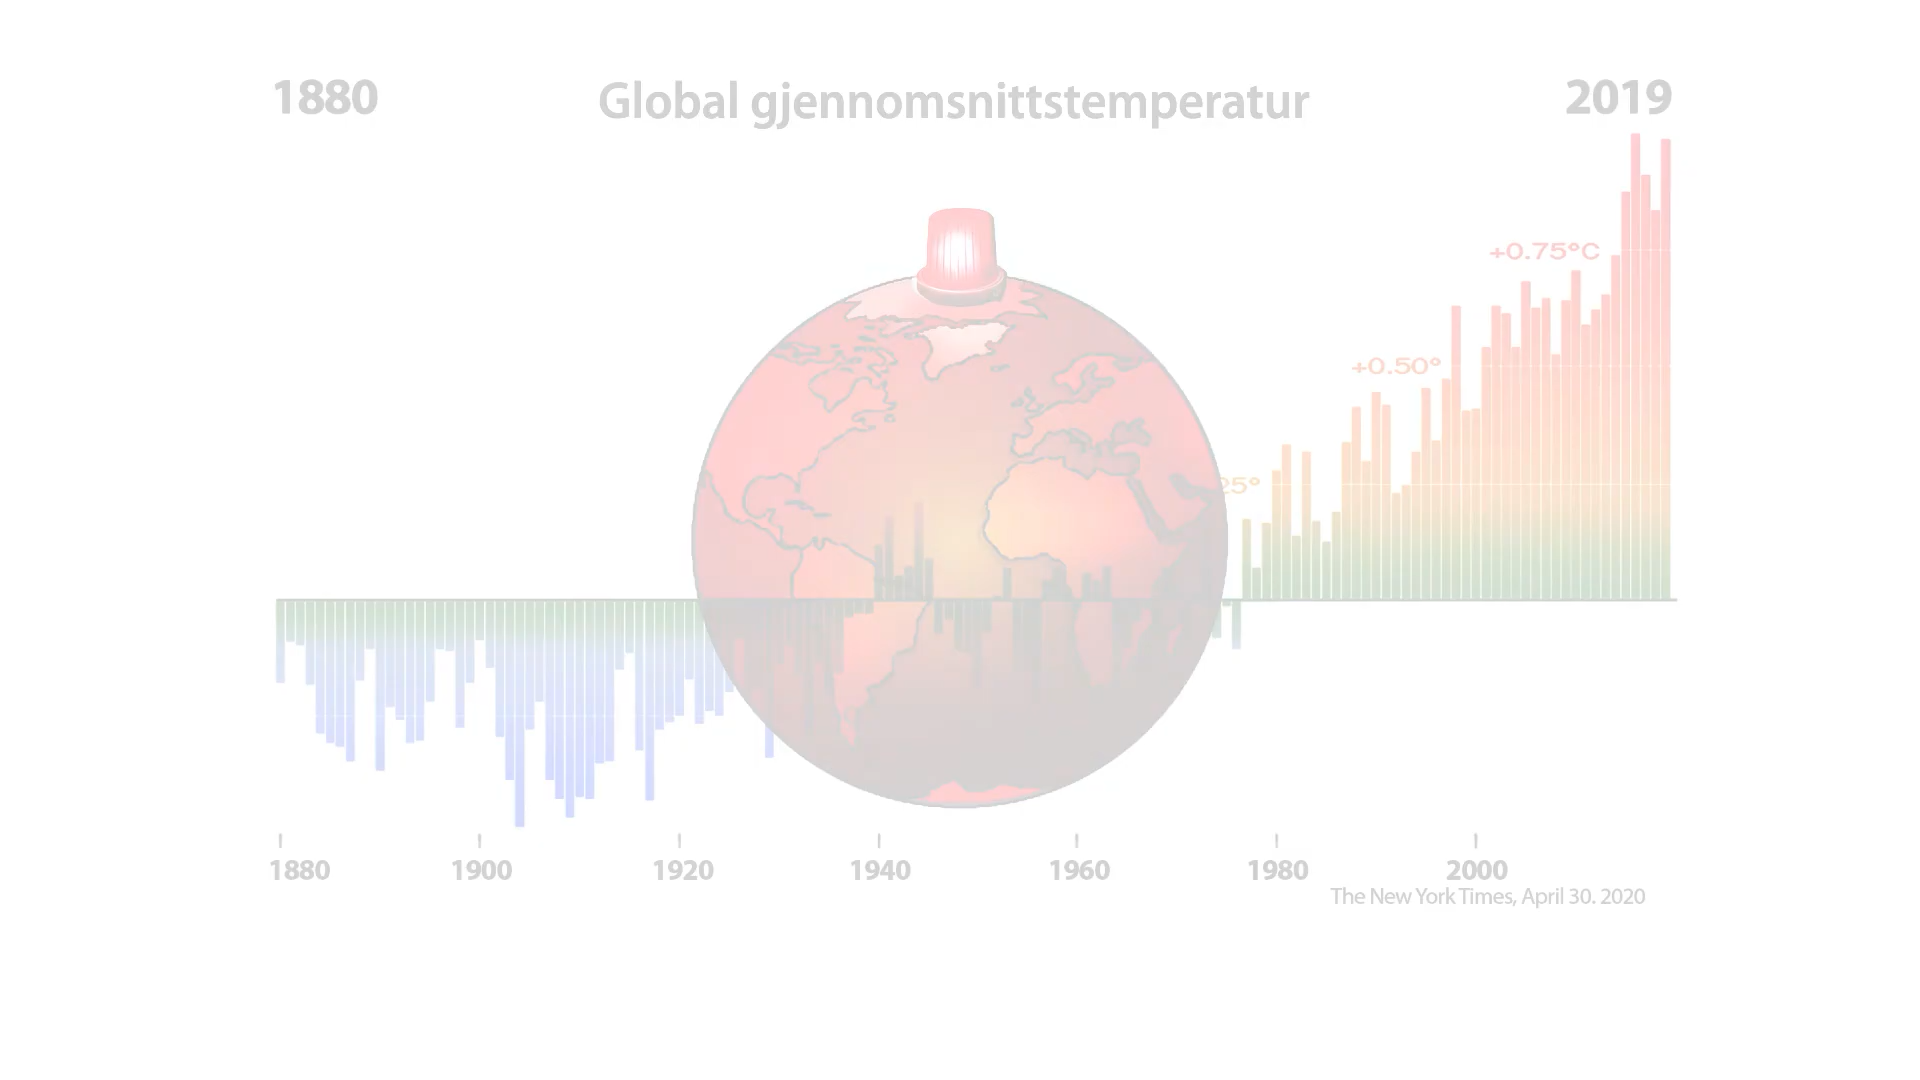 1880 Global gjennomsnittstemperatur 2019
+0.75°C
+0.50°
25°
1880 1900 1920 1940 1960 1980 2000
The New York Times, April 30. 2020